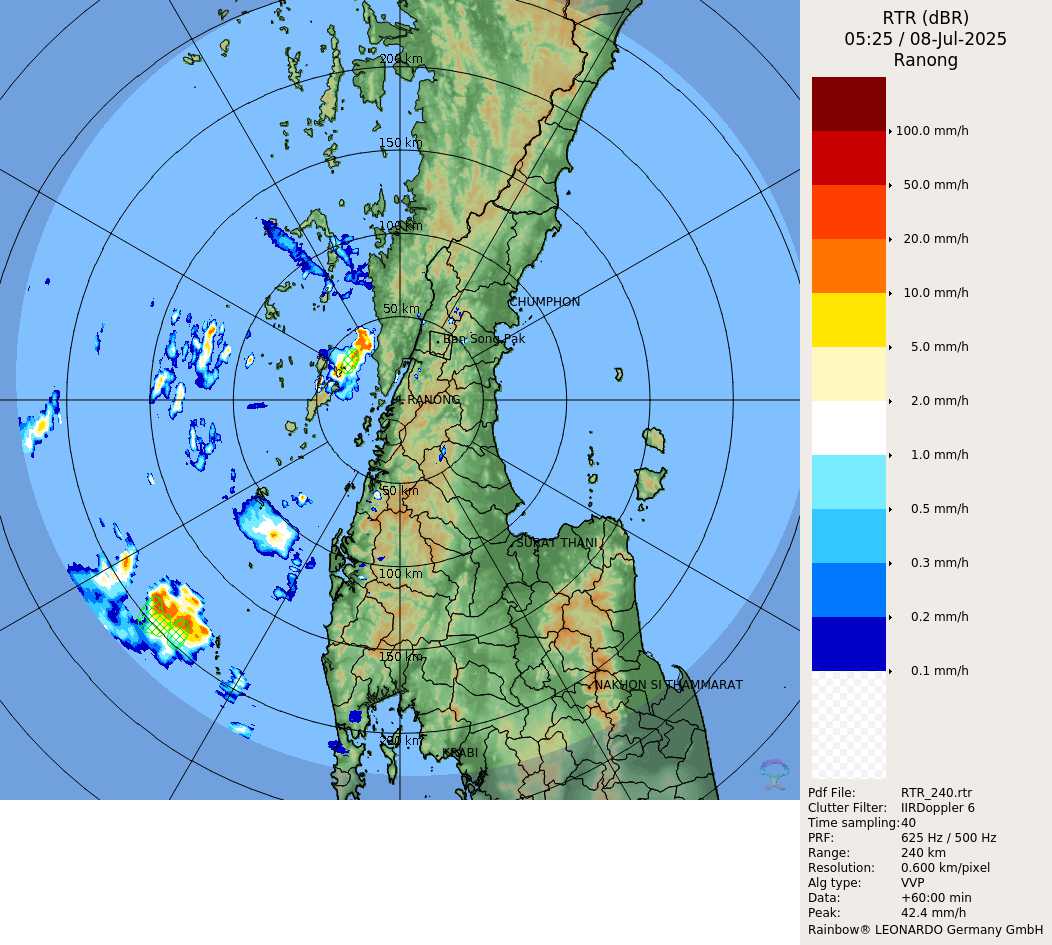 200 km
150 km
100 km
50 km
CHUMPHON
Ban Song Pak
RANONG
50 km
SURAT THANI
100 km
150 km
NAKHON SI THAMMARAT
200 km
KRABI
RTR (dBR)
05:25 / 08-Jul-2025
Ranong
100.0 mm/h
50.0 mm/h
20.0 mm/h
10.0 mm/h
5.0 mm/h
2.0 mm/h
1.0 mm/h
0.5 mm/h
0.3 mm/h
0.2 mm/h
0.1 mm/h
Pdf File: RTR_240.rtr
Clutter Filter: IIRDoppler 6
Time sampling: 40
PRF: 625 Hz / 500 Hz
Range: 240 km
Resolution: 0.600 km/pixel
Alg type: VVP
Data: +60:00 min
Peak: 42.4 mm/h
Rainbow® LEONARDO Germany GmbH